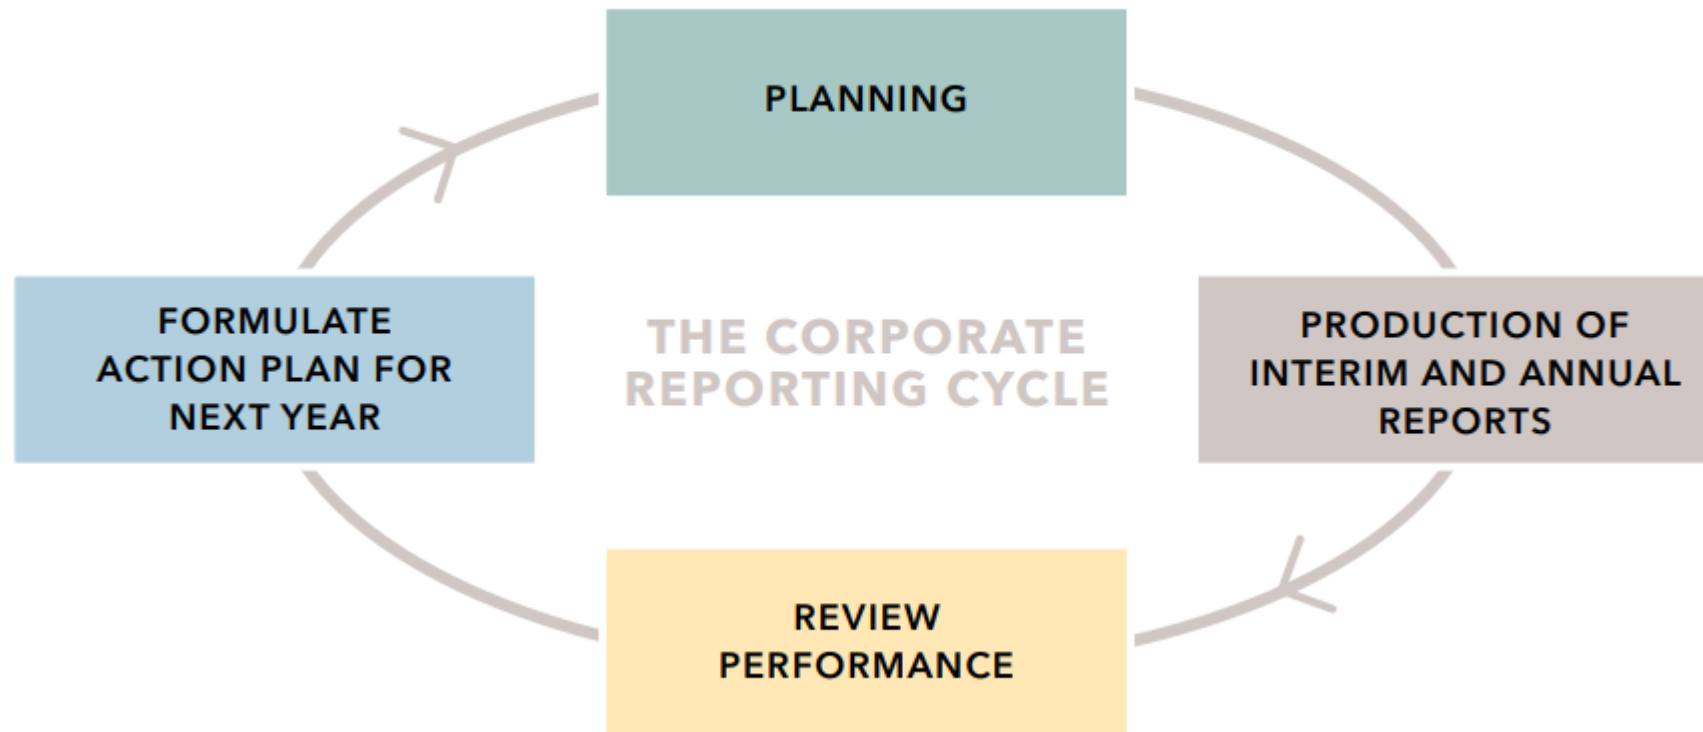 PLANNING
FORMULATE
ACTION PLAN FOR
NEXT YEAR
THE CORPORATE
REPORTING CYCLE
PRODUCTION OF
INTERIM AND ANNUAL
REPORTS
REVIEW
PERFORMANCE